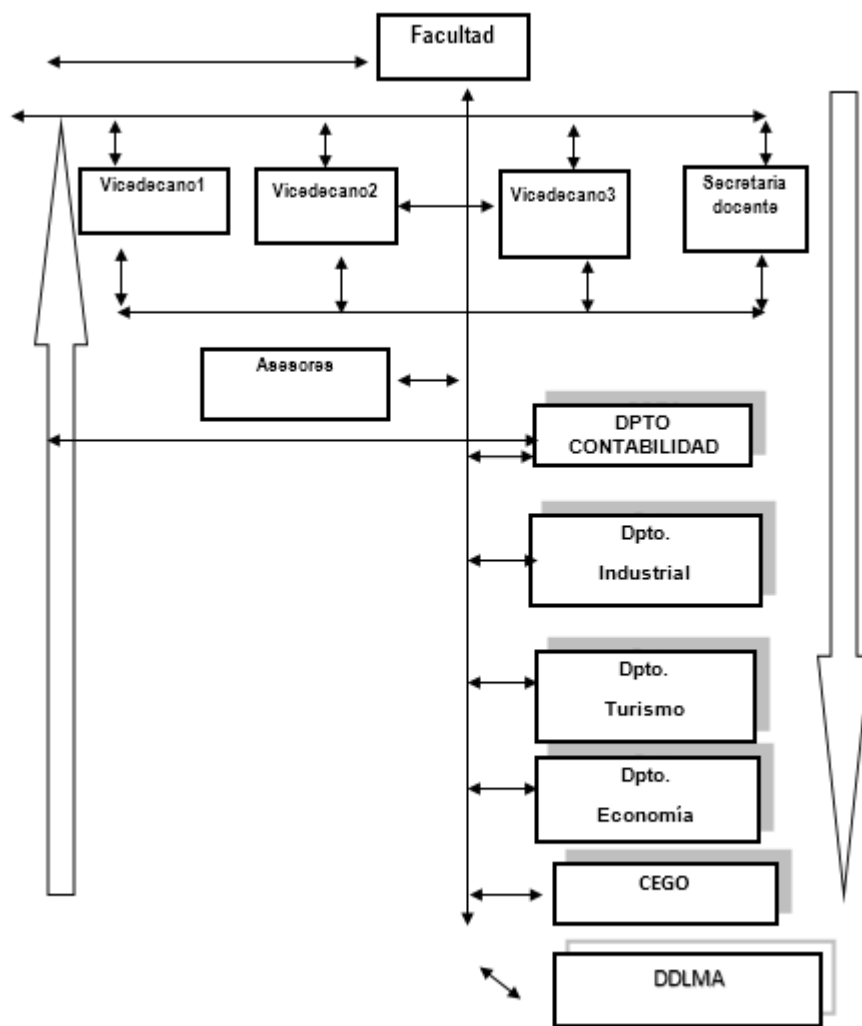 Facultad
Vicedecano1
Vicedecano2
Vicedecano3
Secretaria
docente
Asesores
DPTO
CONTABILIDAD
Dpto.
Industrial
Dpto.
Turismo
Dpto.
Economía
CEGO
DDLMA